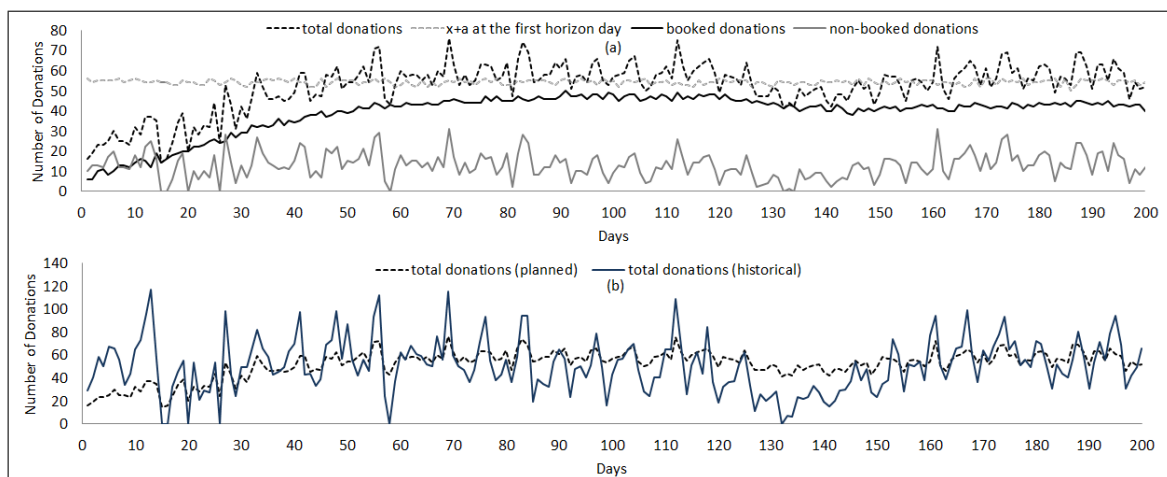 total donations x+a at the first horizon day booked donations non-booked donations
(a)
Number of Donations
80
70
60
50
40
30
20
10
0
0 10 20 30 40 50 60 70 80 90 100 110 120 130 140 150 160 170 180 190 200
Days
total donations (planned) total donations (historical)
(b)
Number of Donations
140
120
100
80
60
40
20
0
0 10 20 30 40 50 60 70 80 90 100 110 120 130 140 150 160 170 180 190 200
Days